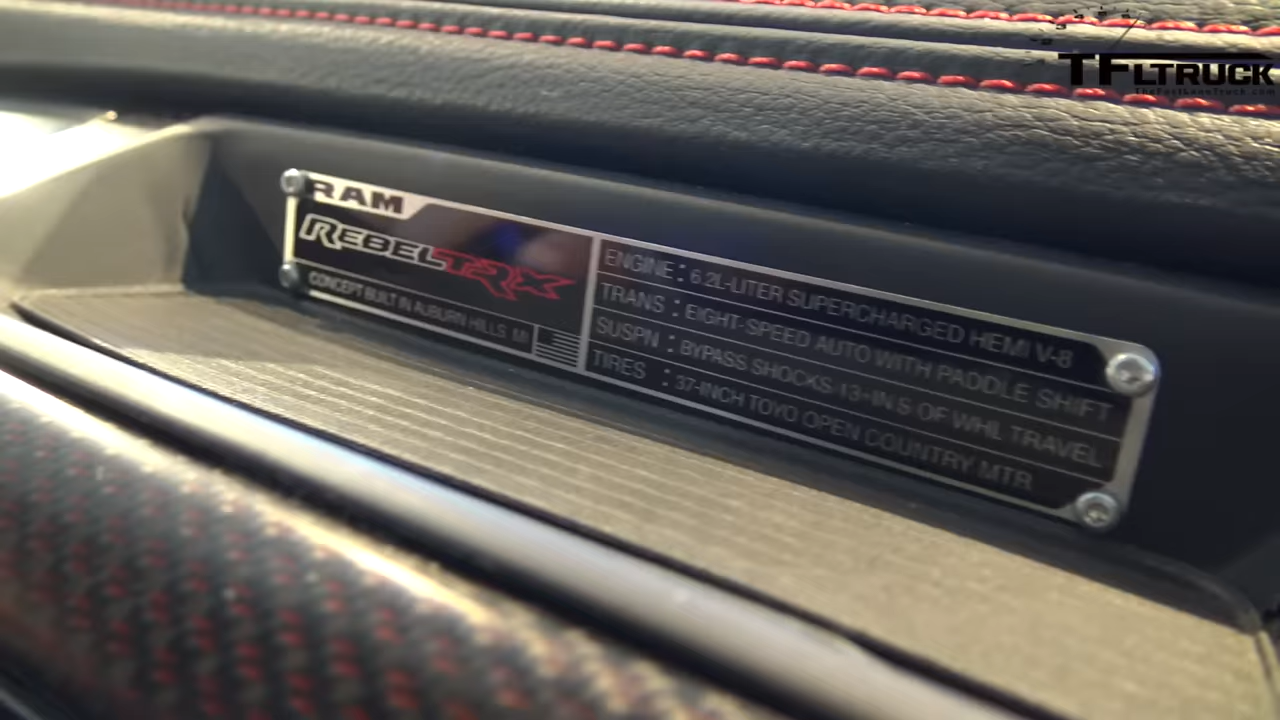 TFLTRUCK
TheFastLaneTruck.com
RAM
REBEL TRX
CONCEPT BUILT IN AUBURN HILLS MI
ENGINE : 6.2L-LITER SUPERCHARGED HEMI V-8
TRANS : EIGHT-SPEED AUTO WITH PADDLE SHIFT
SUSPN : BYPASS SHOCKS 13-IN.S OF WHL TRAVEL
TIRES : 37-INCH TOYO OPEN COUNTRY MTR